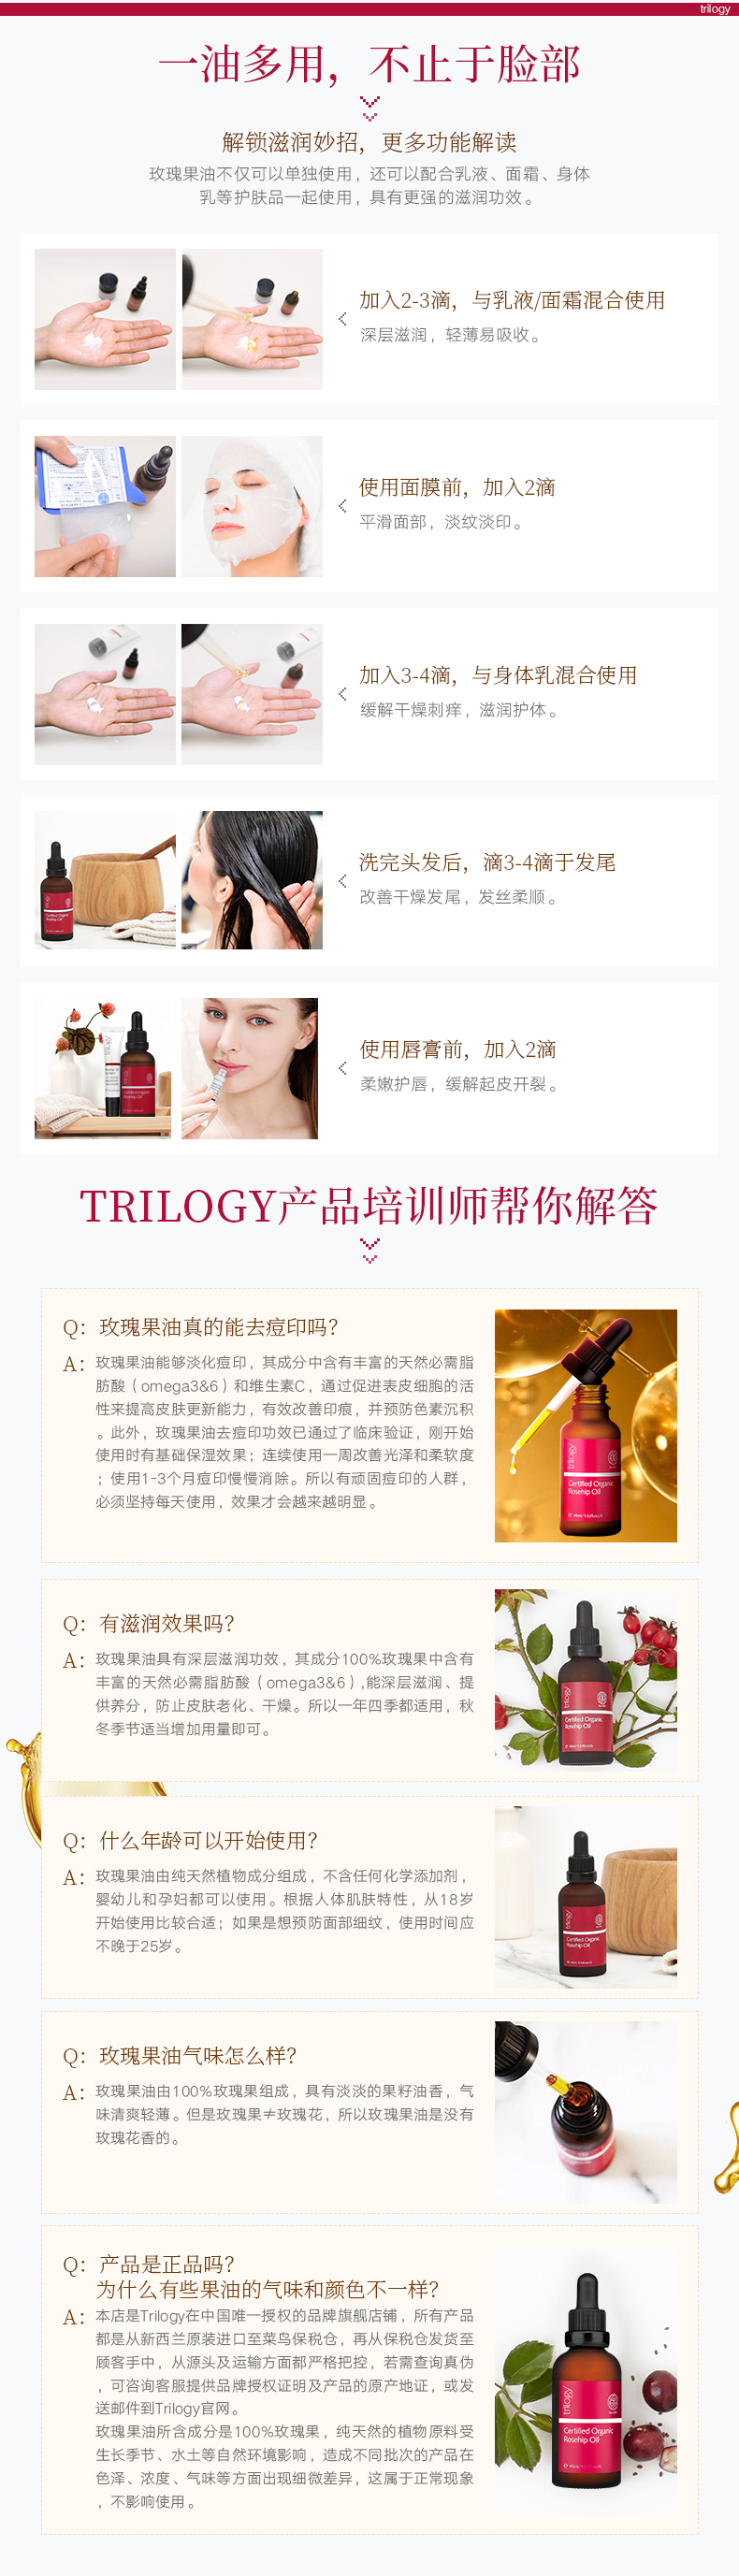 trilogy
一油多用，不止于脸部
解锁滋润妙招，更多功能解读
玫瑰果油不仅可以单独使用，还可以配合乳液、面霜、身体
乳等护肤品一起使用，具有更强的滋润功效。
加入2-3滴，与乳液/面霜混合使用
深层滋润，轻薄易吸收。
使用面膜前，加入2滴
平滑面部，淡纹淡印。
加入3-4滴，与身体乳混合使用
缓解干燥刺痒，滋润护体。
洗完头发后，滴3-4滴于发尾
改善干燥发尾，发丝柔顺。
使用唇膏前，加入2滴
柔嫩护唇，缓解起皮开裂。
TRILOGY产品培训师帮你解答
Q：玫瑰果油真的能去痘印吗？
A：玫瑰果油能够淡化痘印，其成分中含有丰富的天然必需脂
肪酸（omega3&6）和维生素C，通过促进表皮细胞的活
性来提高皮肤更新能力，有效改善印痕，并预防色素沉积
。此外，玫瑰果油去痘印功效已通过了临床验证，刚开始
使用时有基础保湿效果；连续使用一周改善光泽和柔软度
；使用1-3个月痘印慢慢消除。所以有顽固痘印的人群，
必须坚持每天使用，效果才会越来越明显。
trilogy
Certified Organic
Rosehip Oil
Q：有滋润效果吗？
A：玫瑰果油具有深层滋润功效，其成分100%玫瑰果中含有
丰富的天然必需脂肪酸（omega3&6）,能深层滋润、提
供养分，防止皮肤老化、干燥。所以一年四季都适用，秋
冬季节适当增加用量即可。
trilogy
Certified Organic
Rosehip Oil
Q：什么年龄可以开始使用？
A：玫瑰果油由纯天然植物成分组成，不含任何化学添加剂，
婴幼儿和孕妇都可以使用。根据人体肌肤特性，从18岁
开始使用比较合适；如果是想预防面部细纹，使用时间应
不晚于25岁。
trilogy
Certified Organic
Rosehip Oil
Q：玫瑰果油气味怎么样？
A：玫瑰果油由100%玫瑰果组成，具有淡淡的果籽油香，气
味清爽轻薄。但是玫瑰果≠玫瑰花，所以玫瑰果油是没有
玫瑰花香的。
Q：产品是正品吗？
为什么有些果油的气味和颜色不一样？
A：本店是Trilogy在中国唯一授权的品牌旗舰店铺，所有产品
都是从新西兰原装进口至菜鸟保税仓，再从保税仓发货至
顾客手中，从源头及运输方面都严格把控，若需查询真伪
，可咨询客服提供品牌授权证明及产品的原产地证，或发
送邮件到Trilogy官网。
玫瑰果油所含成分是100%玫瑰果，纯天然的植物原料受
生长季节、水土等自然环境影响，造成不同批次的产品在
色泽、浓度、气味等方面出现细微差异，这属于正常现象
，不影响使用。
trilogy
Certified Organic
Rosehip Oil